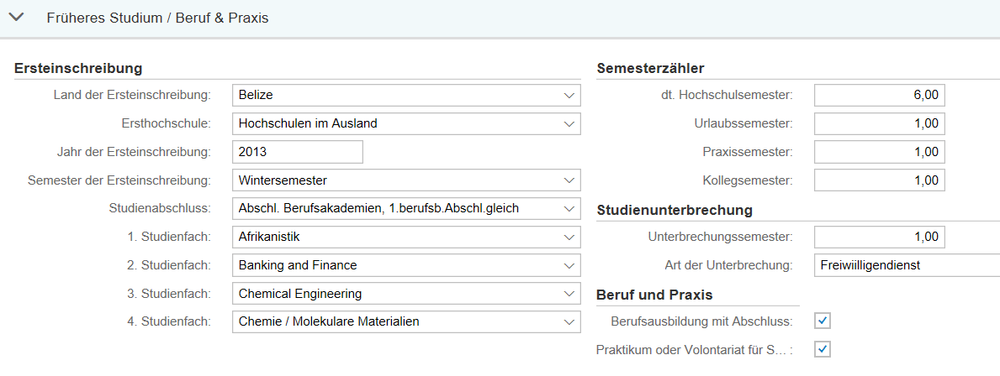 Früheres Studium / Beruf & Praxis
Ersteinschreibung
Land der Ersteinschreibung: Belize
Ersthochschule: Hochschulen im Ausland
Jahr der Ersteinschreibung: 2013
Semester der Ersteinschreibung: Wintersemester
Studienabschluss: Abschl. Berufsakademien, 1.berufsb.Abschl.gleich
1. Studienfach: Afrikanistik
2. Studienfach: Banking and Finance
3. Studienfach: Chemical Engineering
4. Studienfach: Chemie / Molekulare Materialien
Semesterzähler
dt. Hochschulsemester: 6,00
Urlaubssemester: 1,00
Praxissemester: 1,00
Kollegsemester: 1,00
Studienunterbrechung
Unterbrechungssemester: 1,00
Art der Unterbrechung: Freiwiilligendienst
Beruf und Praxis
Berufsausbildung mit Abschluss:
Praktikum oder Volontariat für S... :